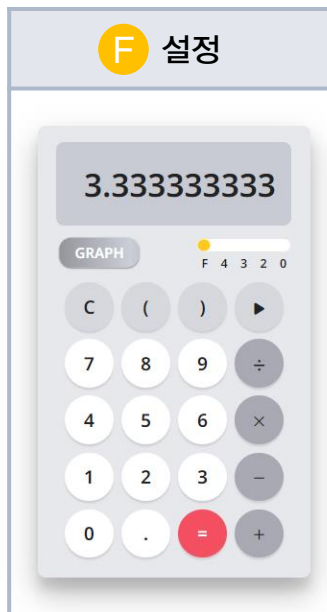 F 설정
3.333333333
GRAPH
F 4 3 2 0
C ( ) ▶
7 8 9 ÷
4 5 6 ×
1 2 3 −
0 . = +